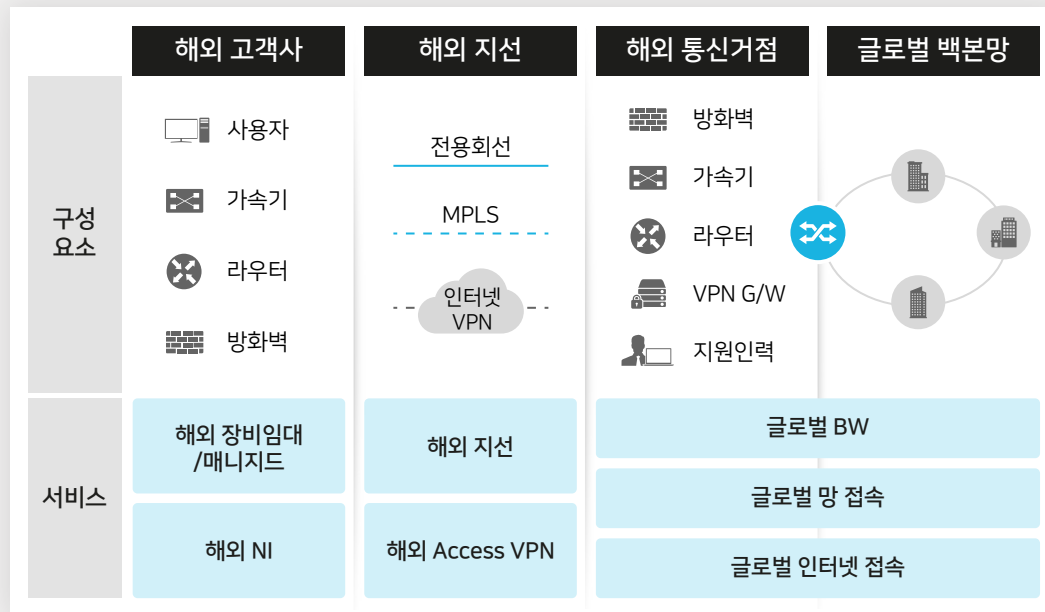 해외 고객사
해외 지선
해외 통신거점
글로벌 백본망
구성
요소
사용자
가속기
라우터
방화벽
전용회선
MPLS
인터넷
VPN
방화벽
가속기
라우터
VPN G/W
지원인력
서비스
해외 장비임대
/매니지드
해외 NI
해외 지선
해외 Access VPN
글로벌 BW
글로벌 망 접속
글로벌 인터넷 접속